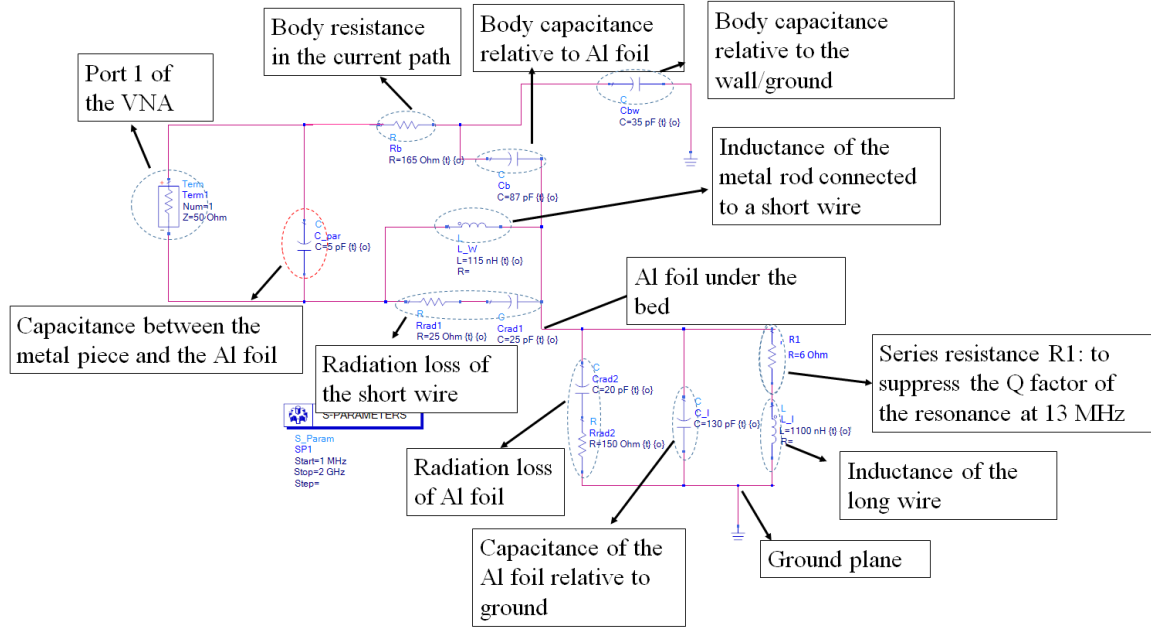 Body resistance
in the current path
Body capacitance
relative to Al foil
Body capacitance
relative to the
wall/ground
Port 1 of
the VNA
C
Cbw
C=35 pF {t} {o}
R
Rb
R=165 Ohm {t} {o}
C
Cb
C=87 pF {t} {o}
Inductance of the
metal rod connected
to a short wire
Term
Term1
Num=1
Z=50 Ohm
C
C_par
C=5 pF {t} {o}
L
L_W
L=115 nH {t} {o}
R=
Al foil under the
bed
Capacitance between the
metal piece and the Al foil
R
Rrad1
R=25 Ohm {t} {o}
C
Crad1
C=25 pF {t} {o}
Radiation loss of
the short wire
R1
R=6 Ohm
Series resistance R1: to
suppress the Q factor of
the resonance at 13 MHz
C
Crad2
C=20 pF {t} {o}
R
Rrad2
R=150 Ohm {t} {o}
C
C_l
C=130 pF {t} {o}
L
L_l
L=1100 nH {t} {o}
R=
S-PARAMETERS
S_Param
SP1
Start=1 MHz
Stop=2 GHz
Step=
Radiation loss
of Al foil
Inductance of
the long wire
Capacitance of the
Al foil relative to
ground
Ground plane